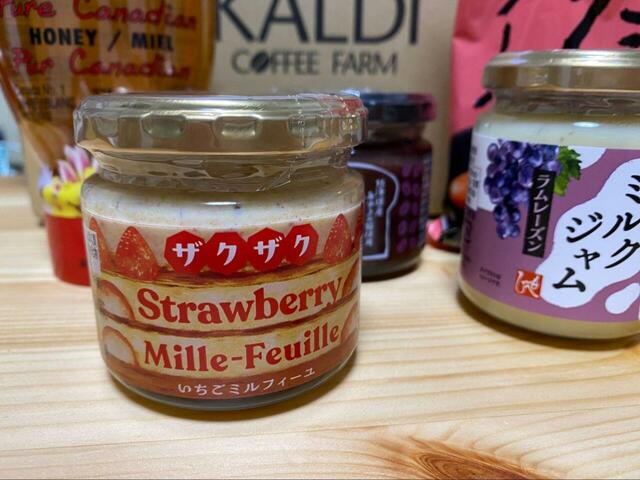 Pure Canadian
HONEY / MIEL
Pur Canadian
KALDI
COFFEE FARM
ザクザク
Strawberry
Mille-Feuille
いちごミルフィーユ
ラムレーズン
ミルク
ジャム